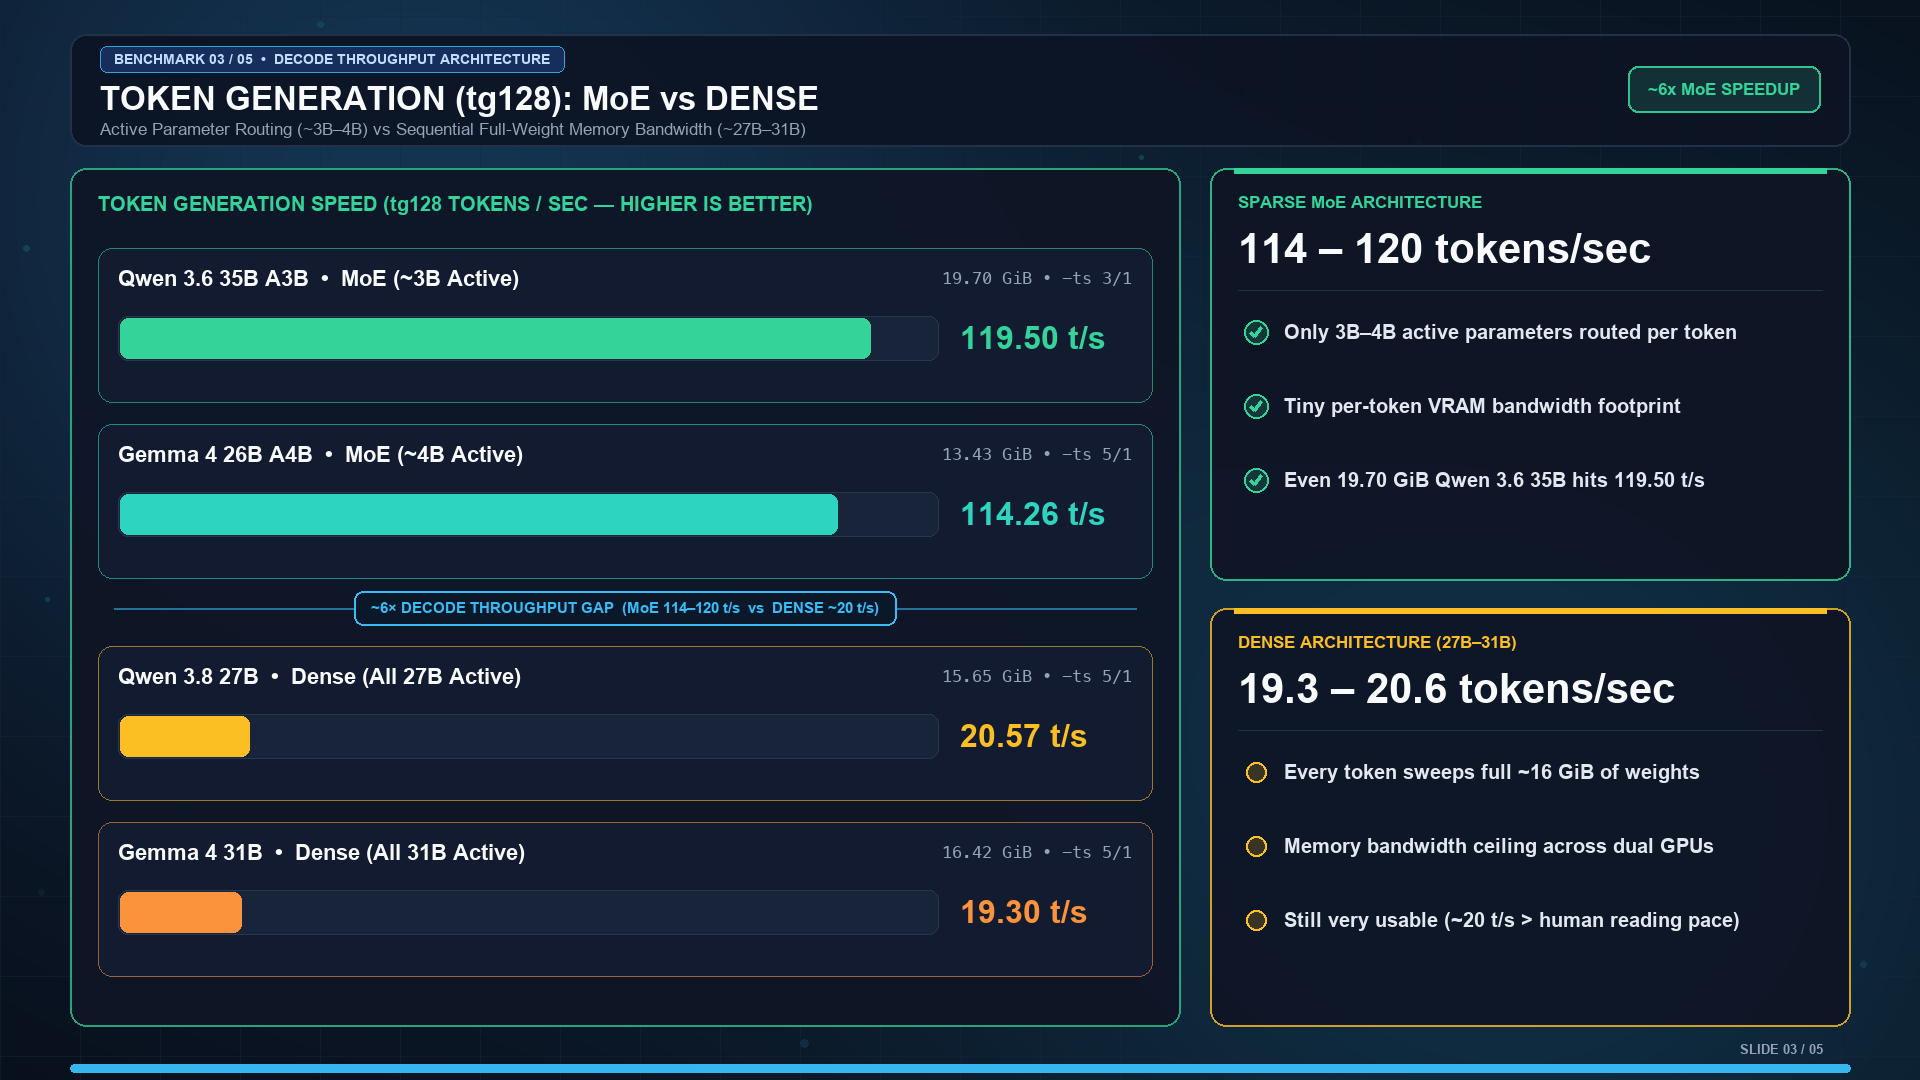 BENCHMARK 03 / 05 • DECODE THROUGHPUT ARCHITECTURE
TOKEN GENERATION (tg128): MoE vs DENSE
Active Parameter Routing (~3B–4B) vs Sequential Full-Weight Memory Bandwidth (~27B–31B)
~6x MoE SPEEDUP
TOKEN GENERATION SPEED (tg128 TOKENS / SEC — HIGHER IS BETTER)
Qwen 3.6 35B A3B • MoE (~3B Active)
19.70 GiB • −ts 3/1
119.50 t/s
Gemma 4 26B A4B • MoE (~4B Active)
13.43 GiB • −ts 5/1
114.26 t/s
~6× DECODE THROUGHPUT GAP (MoE 114–120 t/s vs DENSE ~20 t/s)
Qwen 3.8 27B • Dense (All 27B Active)
15.65 GiB • −ts 5/1
20.57 t/s
Gemma 4 31B • Dense (All 31B Active)
16.42 GiB • −ts 5/1
19.30 t/s
SPARSE MoE ARCHITECTURE
114 – 120 tokens/sec
Only 3B–4B active parameters routed per token
Tiny per-token VRAM bandwidth footprint
Even 19.70 GiB Qwen 3.6 35B hits 119.50 t/s
DENSE ARCHITECTURE (27B–31B)
19.3 – 20.6 tokens/sec
Every token sweeps full ~16 GiB of weights
Memory bandwidth ceiling across dual GPUs
Still very usable (~20 t/s > human reading pace)
SLIDE 03 / 05